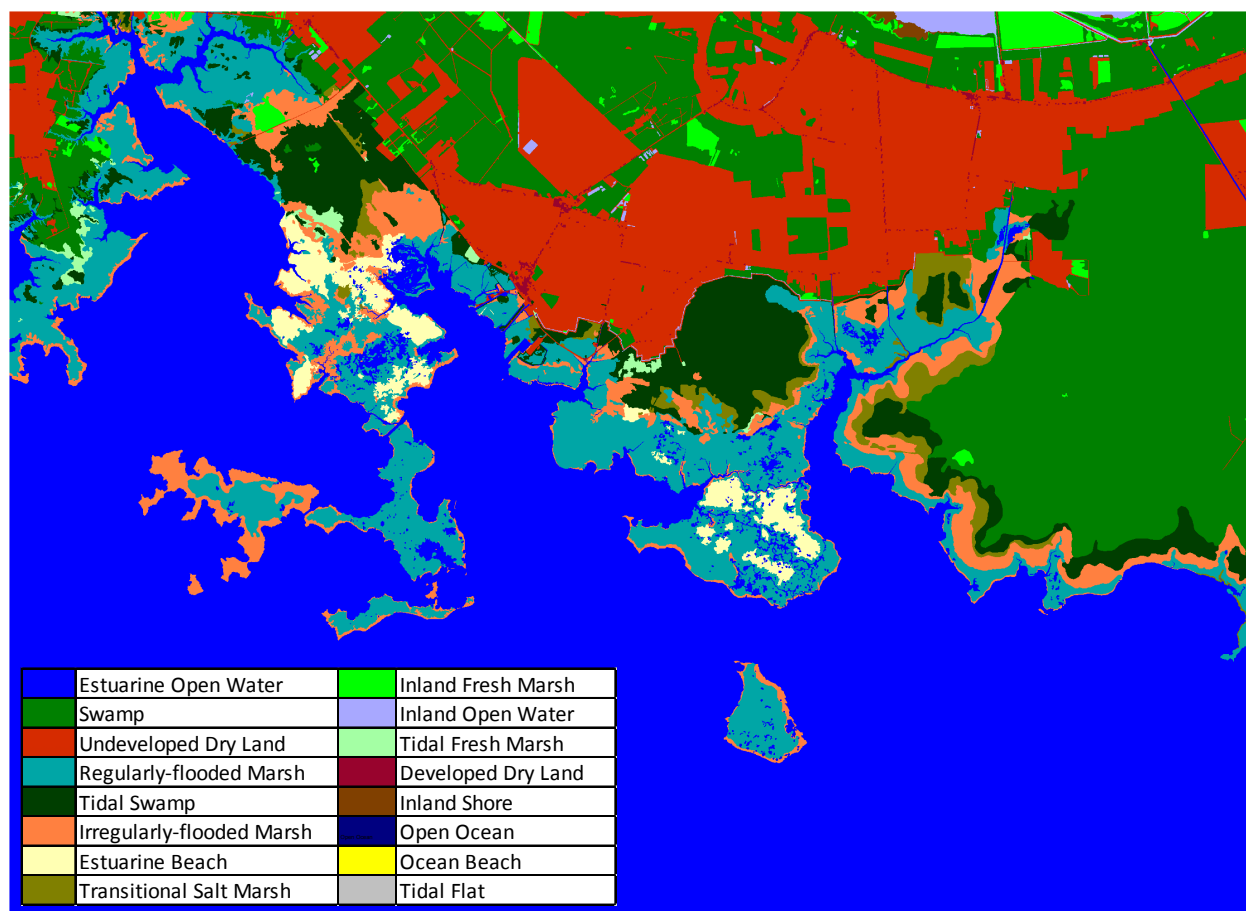 Estuarine Open Water Inland Fresh Marsh
Swamp Inland Open Water
Undeveloped Dry Land Tidal Fresh Marsh
Regularly-flooded Marsh Developed Dry Land
Tidal Swamp Inland Shore
Irregularly-flooded Marsh Open Ocean
Estuarine Beach Ocean Beach
Transitional Salt Marsh Tidal Flat